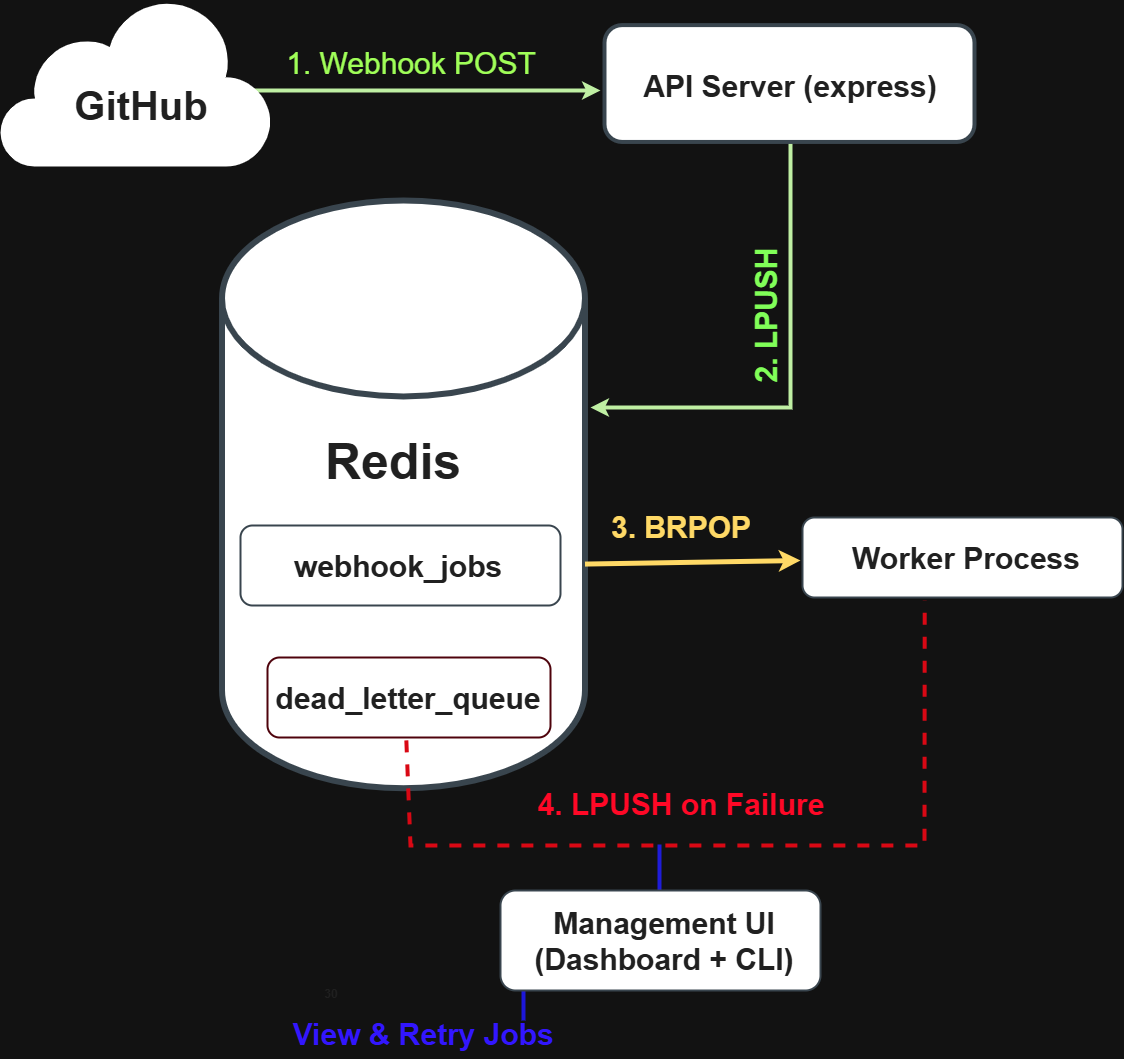 1. Webhook POST
GitHub
API Server (express)
2. LPUSH
Redis
3. BRPOP
webhook_jobs
Worker Process
dead_letter_queue
4. LPUSH on Failure
Management UI
(Dashboard + CLI)
30
View & Retry Jobs